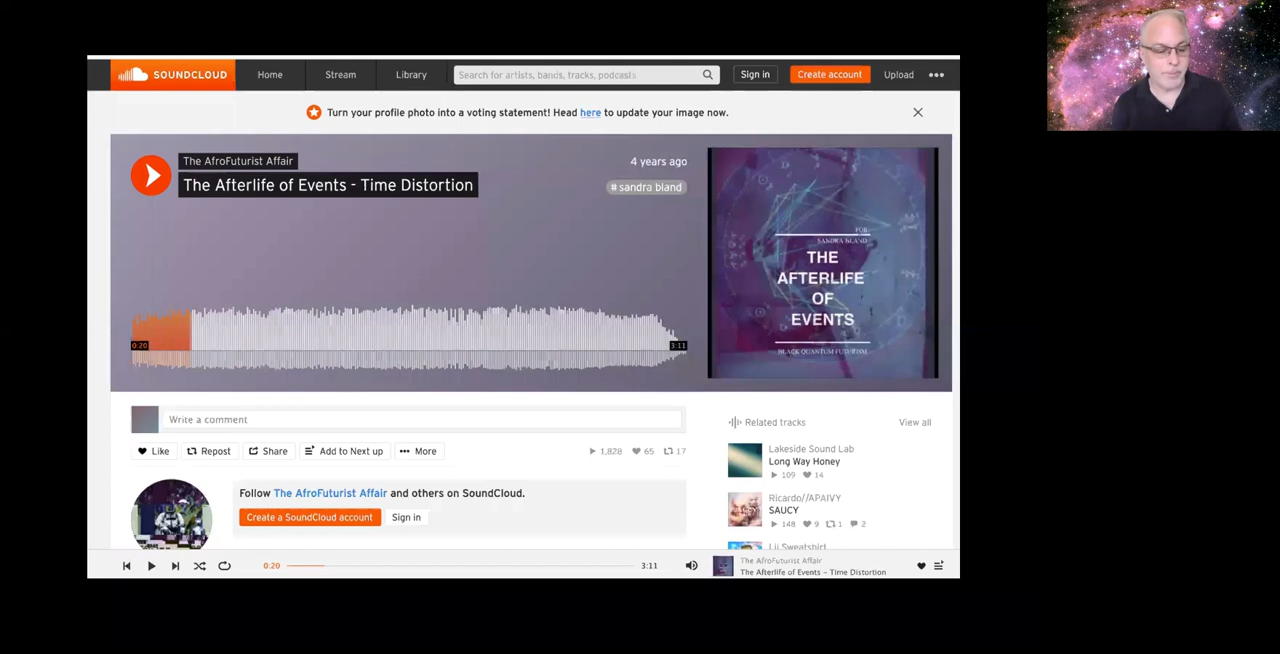 SOUNDCLOUD Home Stream Library Search for artists, bands, tracks, podcasts Sign in Create account Upload
Turn your profile photo into a voting statement! Head here to update your image now.
The AfroFuturist Affair
The Afterlife of Events - Time Distortion
4 years ago
# sandra bland
FOR
SANDRA BLAND
THE
AFTERLIFE
OF
EVENTS
BLACK QUANTUM FUTURISM
0:20
3:11
Write a comment
Like Repost Share Add to Next up More
1,828 65 17
Follow The AfroFuturist Affair and others on SoundCloud.
Create a SoundCloud account Sign in
Related tracks View all
Lakeside Sound Lab
Long Way Honey
109 14
Ricardo//APAIVY
SAUCY
148 9 1 2
Lii Sweatshirt
0:20 3:11
The AfroFuturist Affair
The Afterlife of Events - Time Distortion